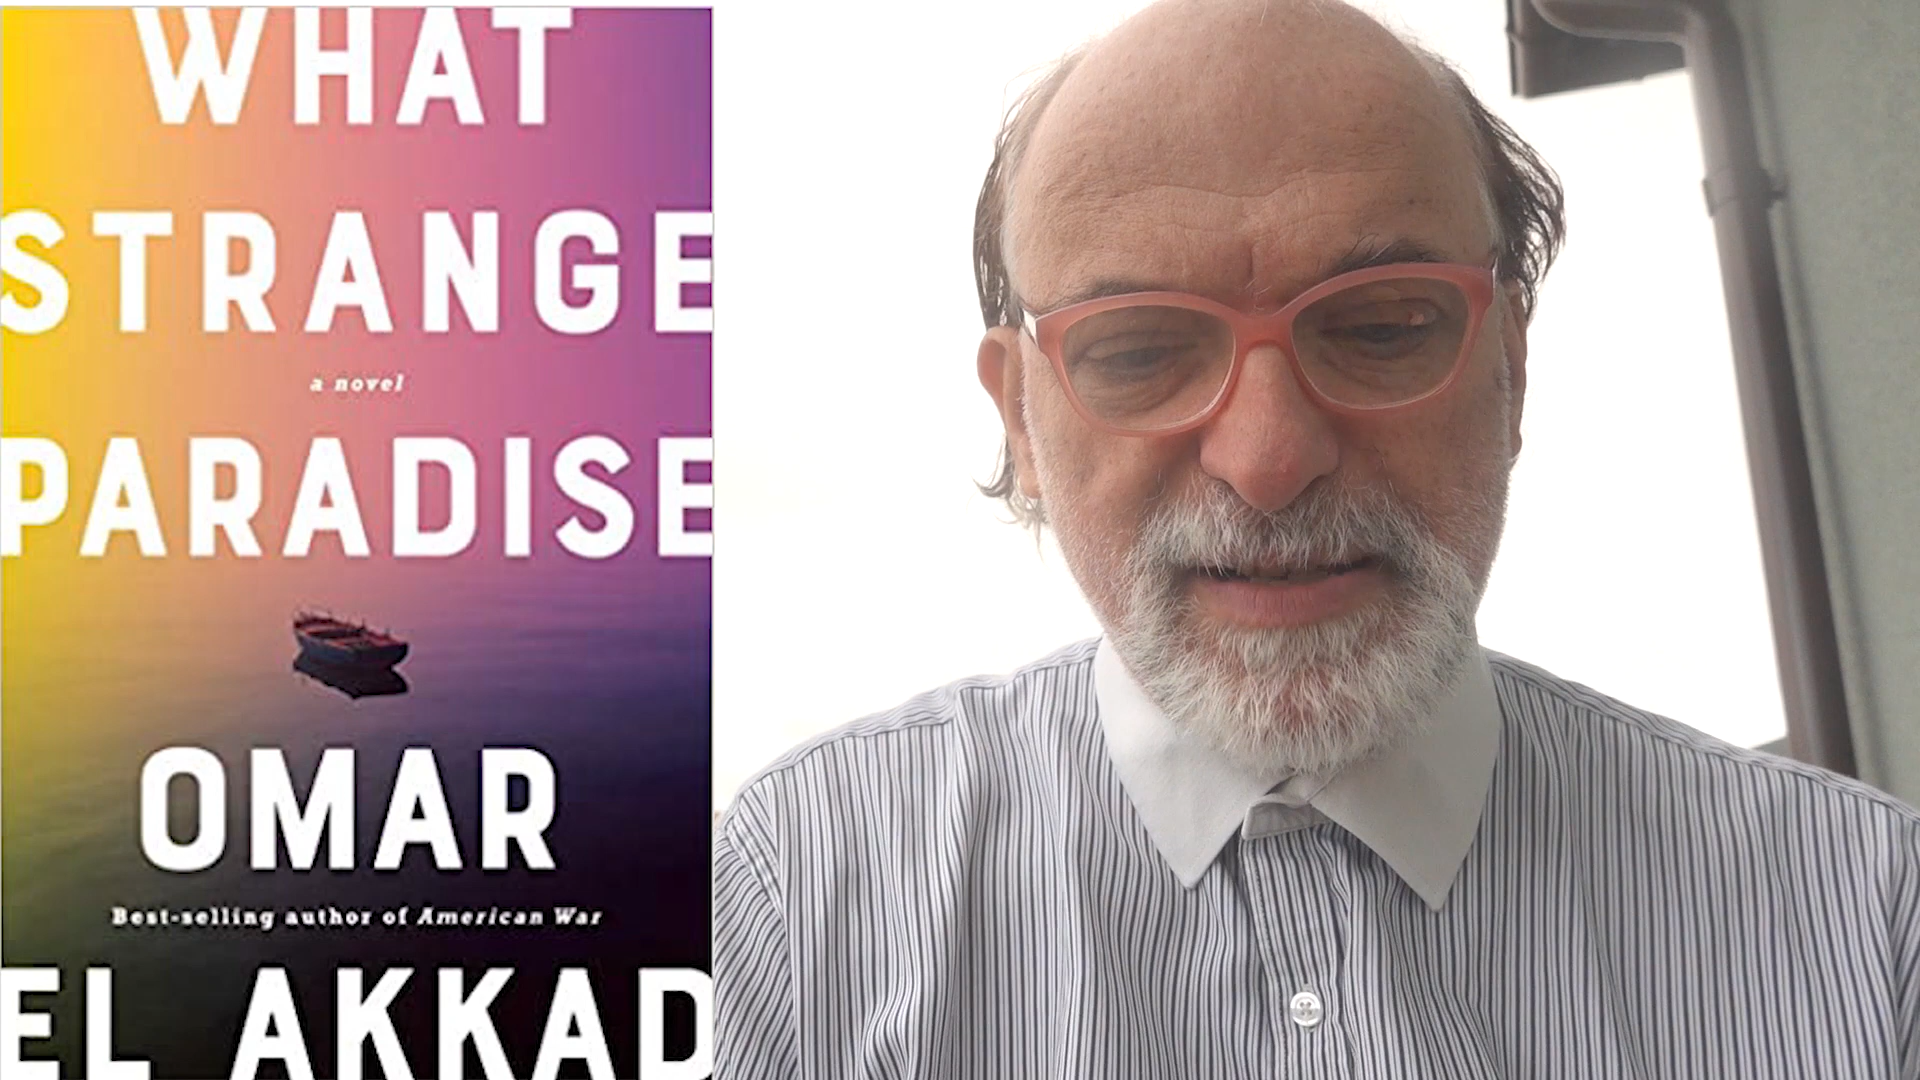 WHAT
STRANGE
a novel
PARADISE
OMAR
Best-selling author of American War
EL AKKAD